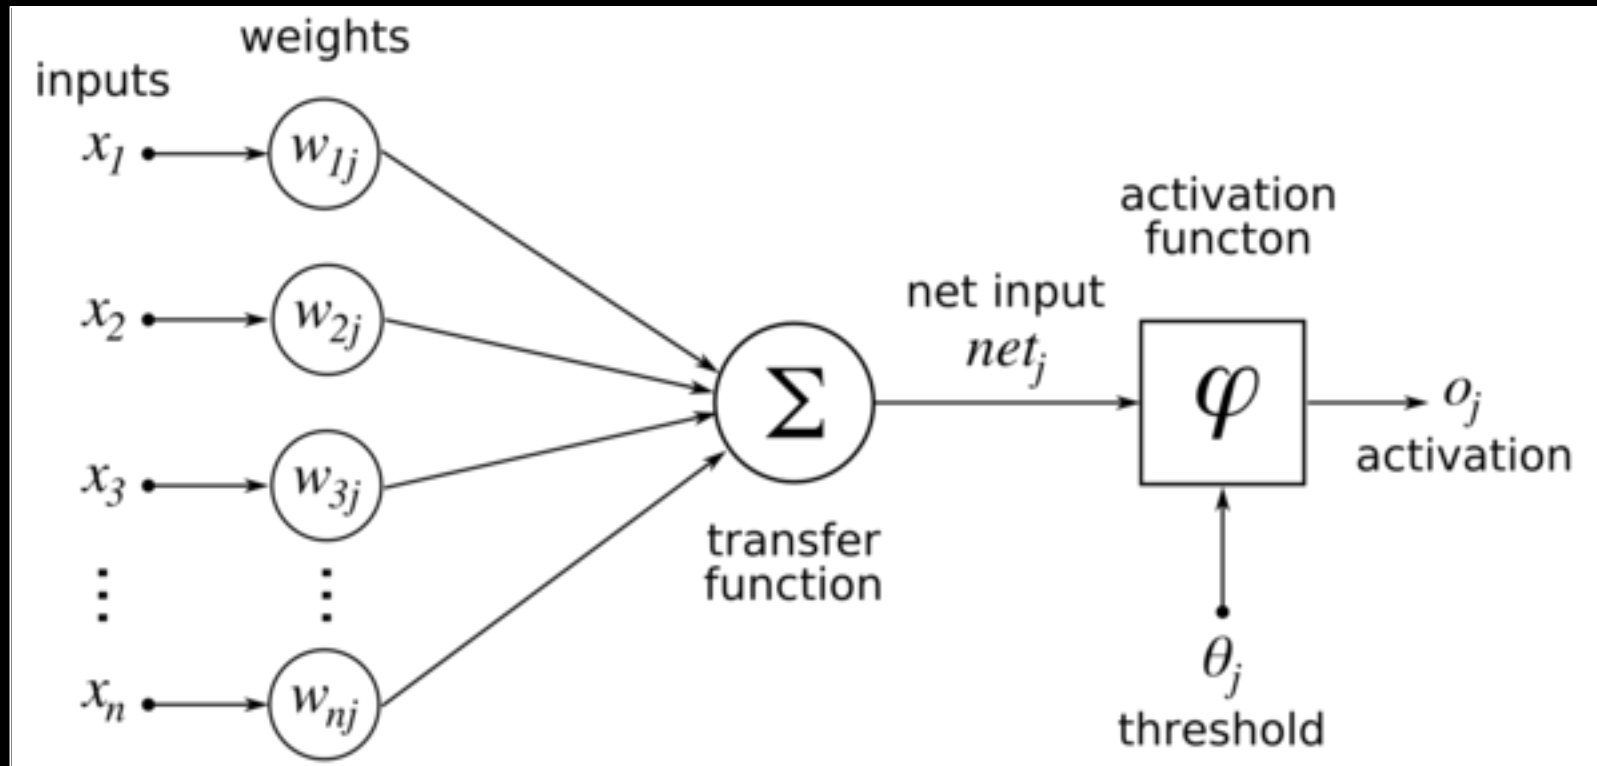 weights
inputs
x1
w1j
x2
w2j
x3
w3j
⋮ ⋮
xn
wnj
Σ
transfer
function
net input
netj
activation
functon
φ
oj
activation
θj
threshold